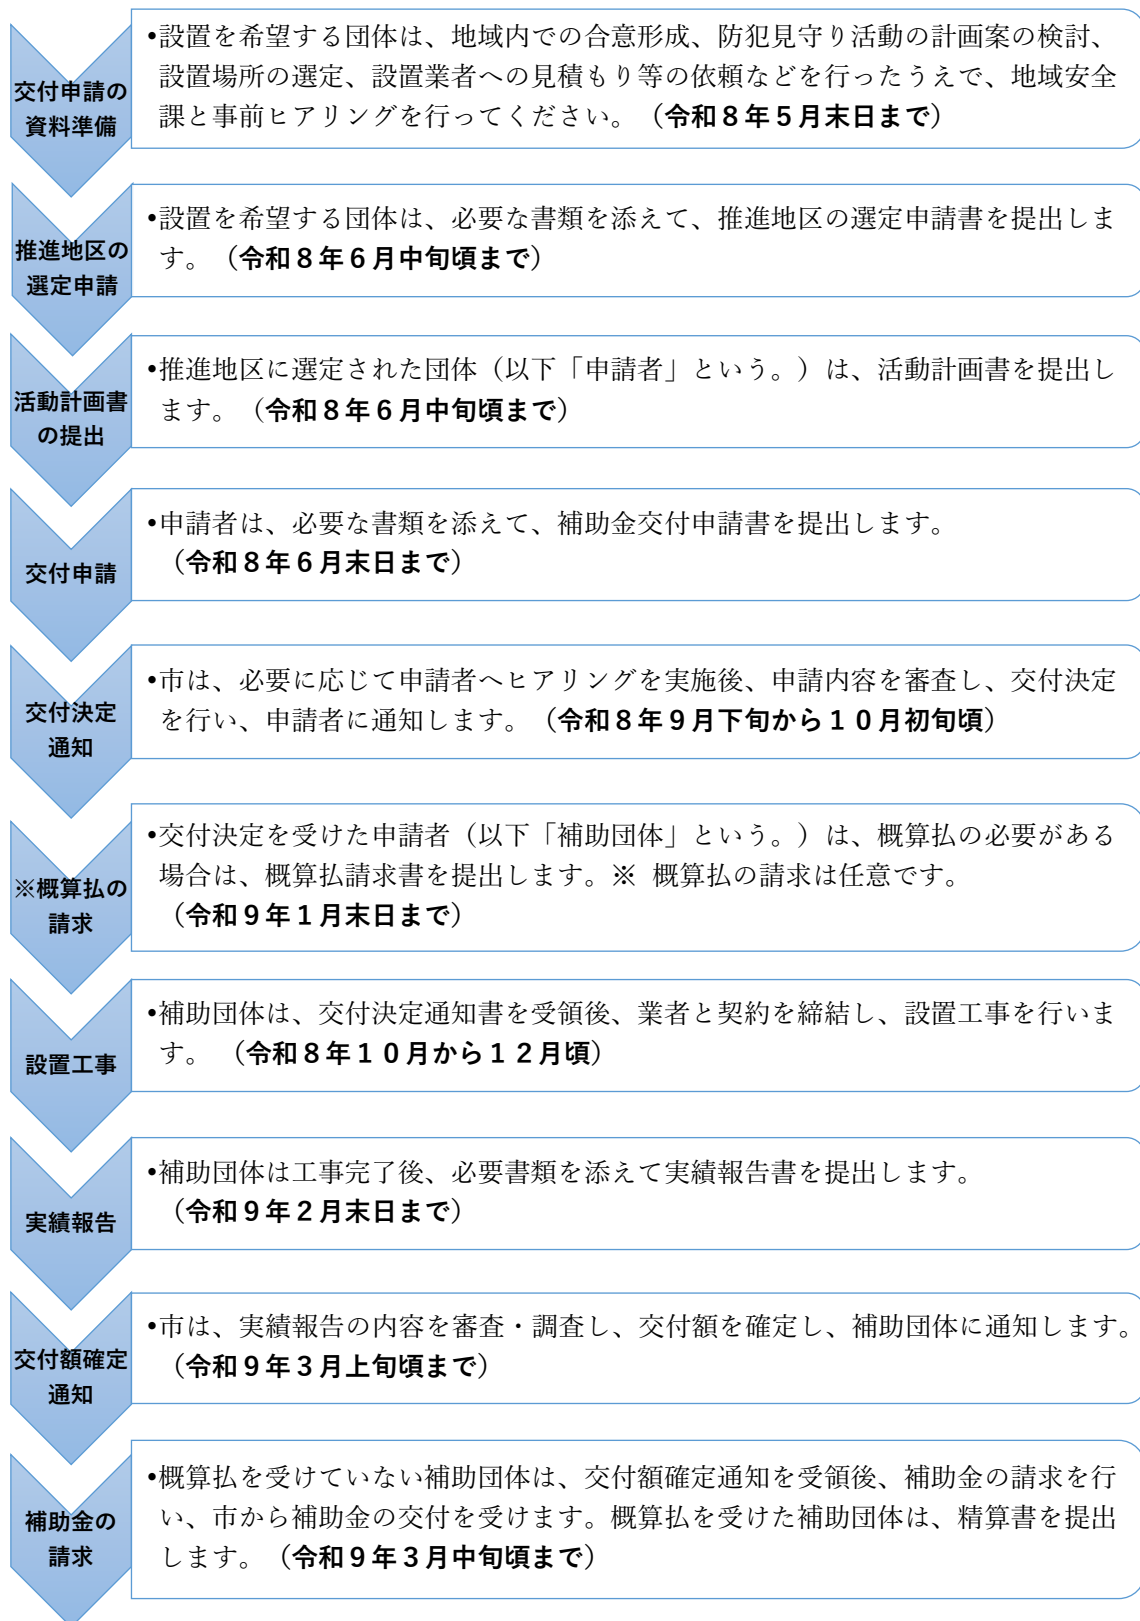 交付申請の
資料準備
•設置を希望する団体は、地域内での合意形成、防犯見守り活動の計画案の検討、
設置場所の選定、設置業者への見積もり等の依頼などを行ったうえで、地域安全
課と事前ヒアリングを行ってください。（令和８年５月末日まで）
推進地区の
選定申請
•設置を希望する団体は、必要な書類を添えて、推進地区の選定申請書を提出しま
す。（令和８年６月中旬頃まで）
活動計画書
の提出
•推進地区に選定された団体（以下「申請者」という。）は、活動計画書を提出し
ます。（令和８年６月中旬頃まで）
交付申請
•申請者は、必要な書類を添えて、補助金交付申請書を提出します。
（令和８年６月末日まで）
交付決定
通知
•市は、必要に応じて申請者へヒアリングを実施後、申請内容を審査し、交付決定
を行い、申請者に通知します。（令和８年９月下旬から１０月初旬頃）
※概算払の
請求
•交付決定を受けた申請者（以下「補助団体」という。）は、概算払の必要がある
場合は、概算払請求書を提出します。※ 概算払の請求は任意です。
（令和９年１月末日まで）
設置工事
•補助団体は、交付決定通知書を受領後、業者と契約を締結し、設置工事を行いま
す。（令和８年１０月から１２月頃）
実績報告
•補助団体は工事完了後、必要書類を添えて実績報告書を提出します。
（令和９年２月末日まで）
交付額確定
通知
•市は、実績報告の内容を審査・調査し、交付額を確定し、補助団体に通知します。
（令和９年３月上旬頃まで）
補助金の
請求
•概算払を受けていない補助団体は、交付額確定通知を受領後、補助金の請求を行
い、市から補助金の交付を受けます。概算払を受けた補助団体は、精算書を提出
します。（令和９年３月中旬頃まで）